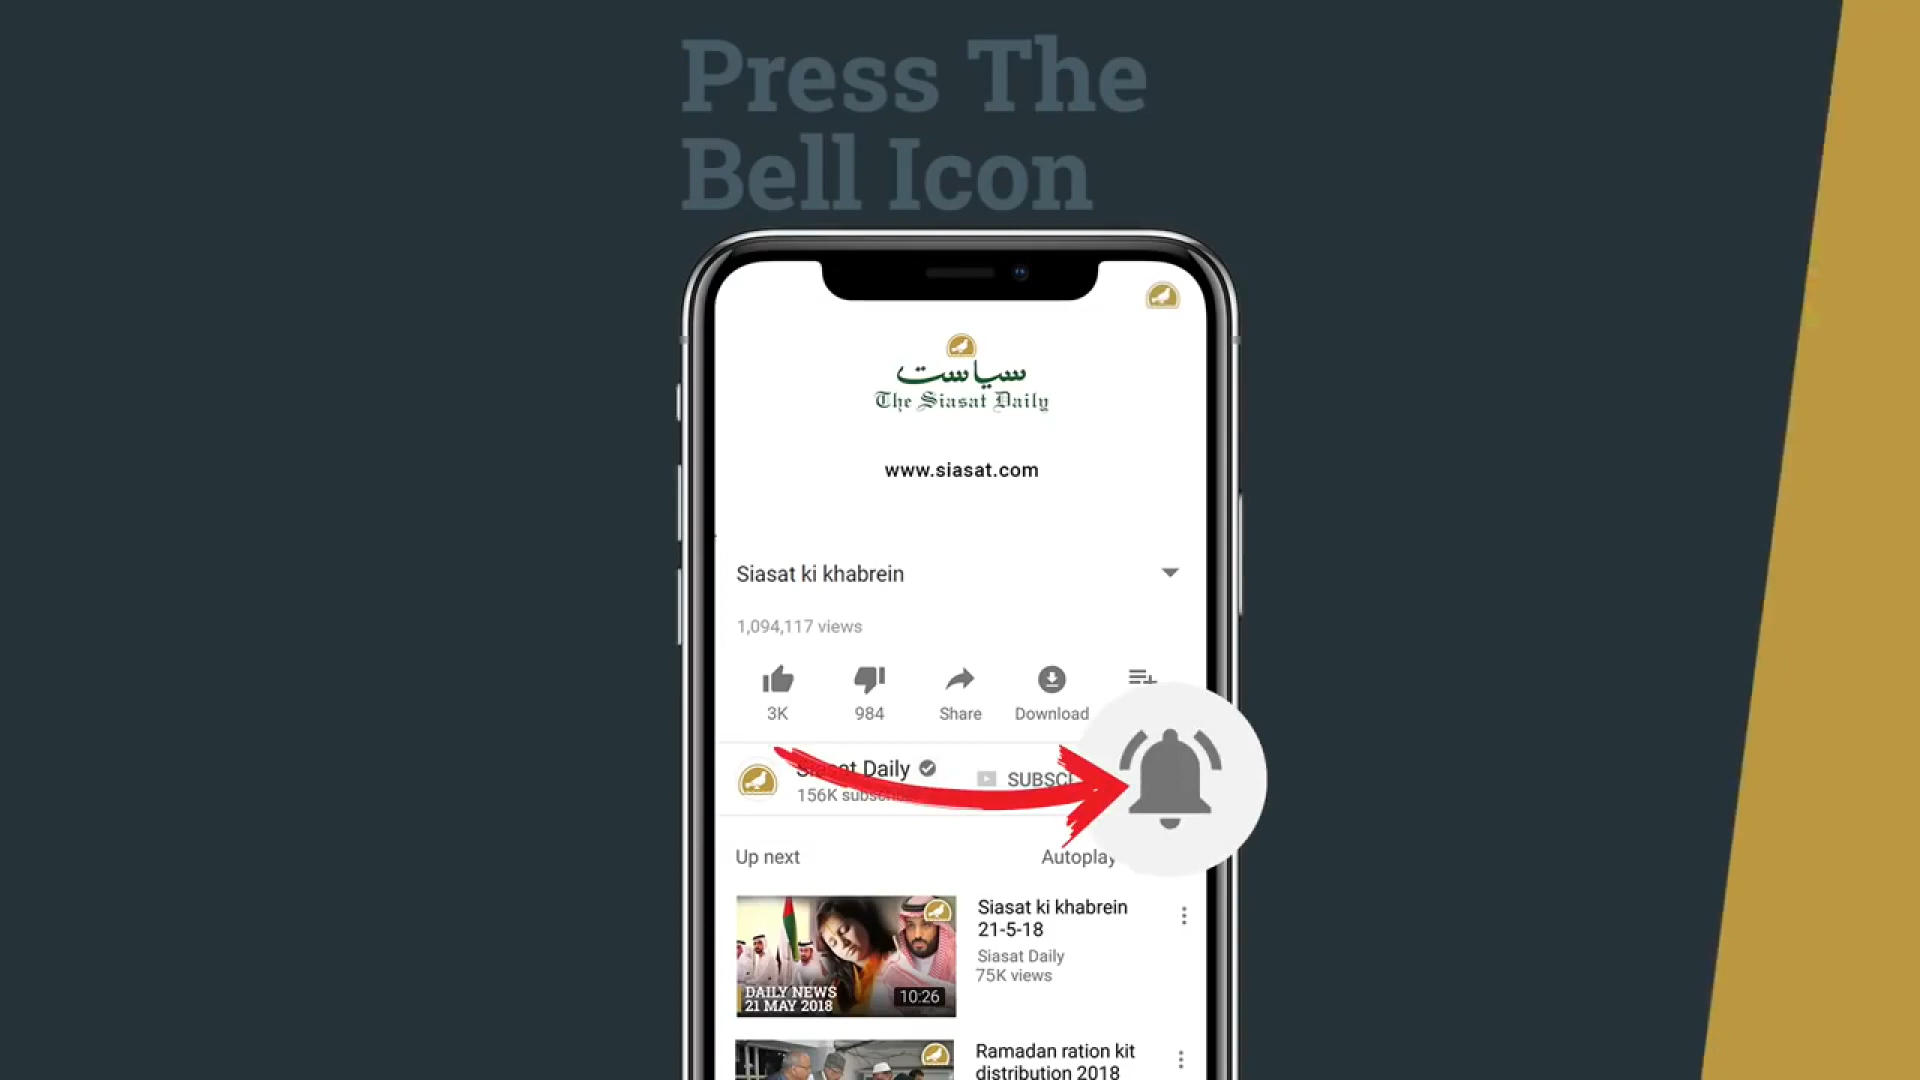 Press The
Bell Icon
سیاست
The Siasat Daily
www.siasat.com
Siasat ki khabrein
1,094,117 views
3K
984
Share
Download
Siasat Daily
156K
SUBSC
Up next
Autoplay
DAILY NEWS
21 MAY 2018
10:26
Siasat ki khabrein
21-5-18
Siasat Daily
75K views
Ramadan ration kit
distribution 2018